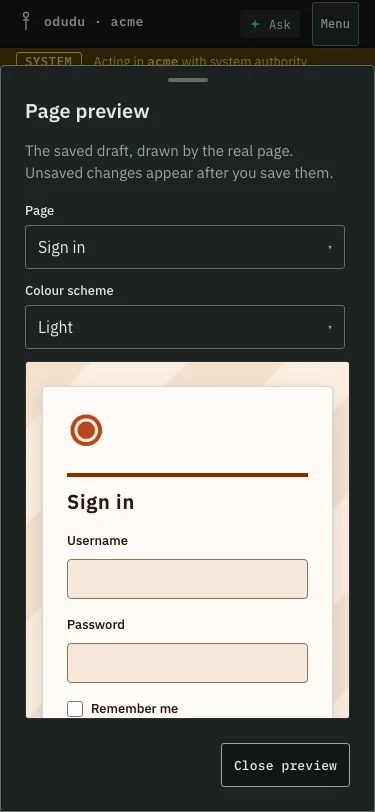 odudu · acme
Ask
Menu
SYSTEM Acting in acme with system authority
Page preview
The saved draft, drawn by the real page.
Unsaved changes appear after you save them.
Page
Sign in
Colour scheme
Light
Sign in
Username
Password
Remember me
Close preview